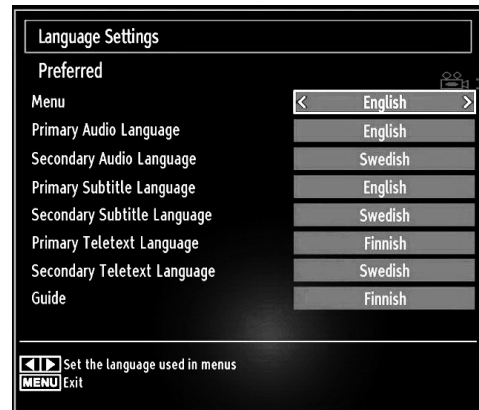 Language Settings
Preferred
Menu < English >
Primary Audio Language English
Secondary Audio Language Swedish
Primary Subtitle Language English
Secondary Subtitle Language Swedish
Primary Teletext Language Finnish
Secondary Teletext Language Swedish
Guide Finnish
Set the language used in menus
MENU Exit